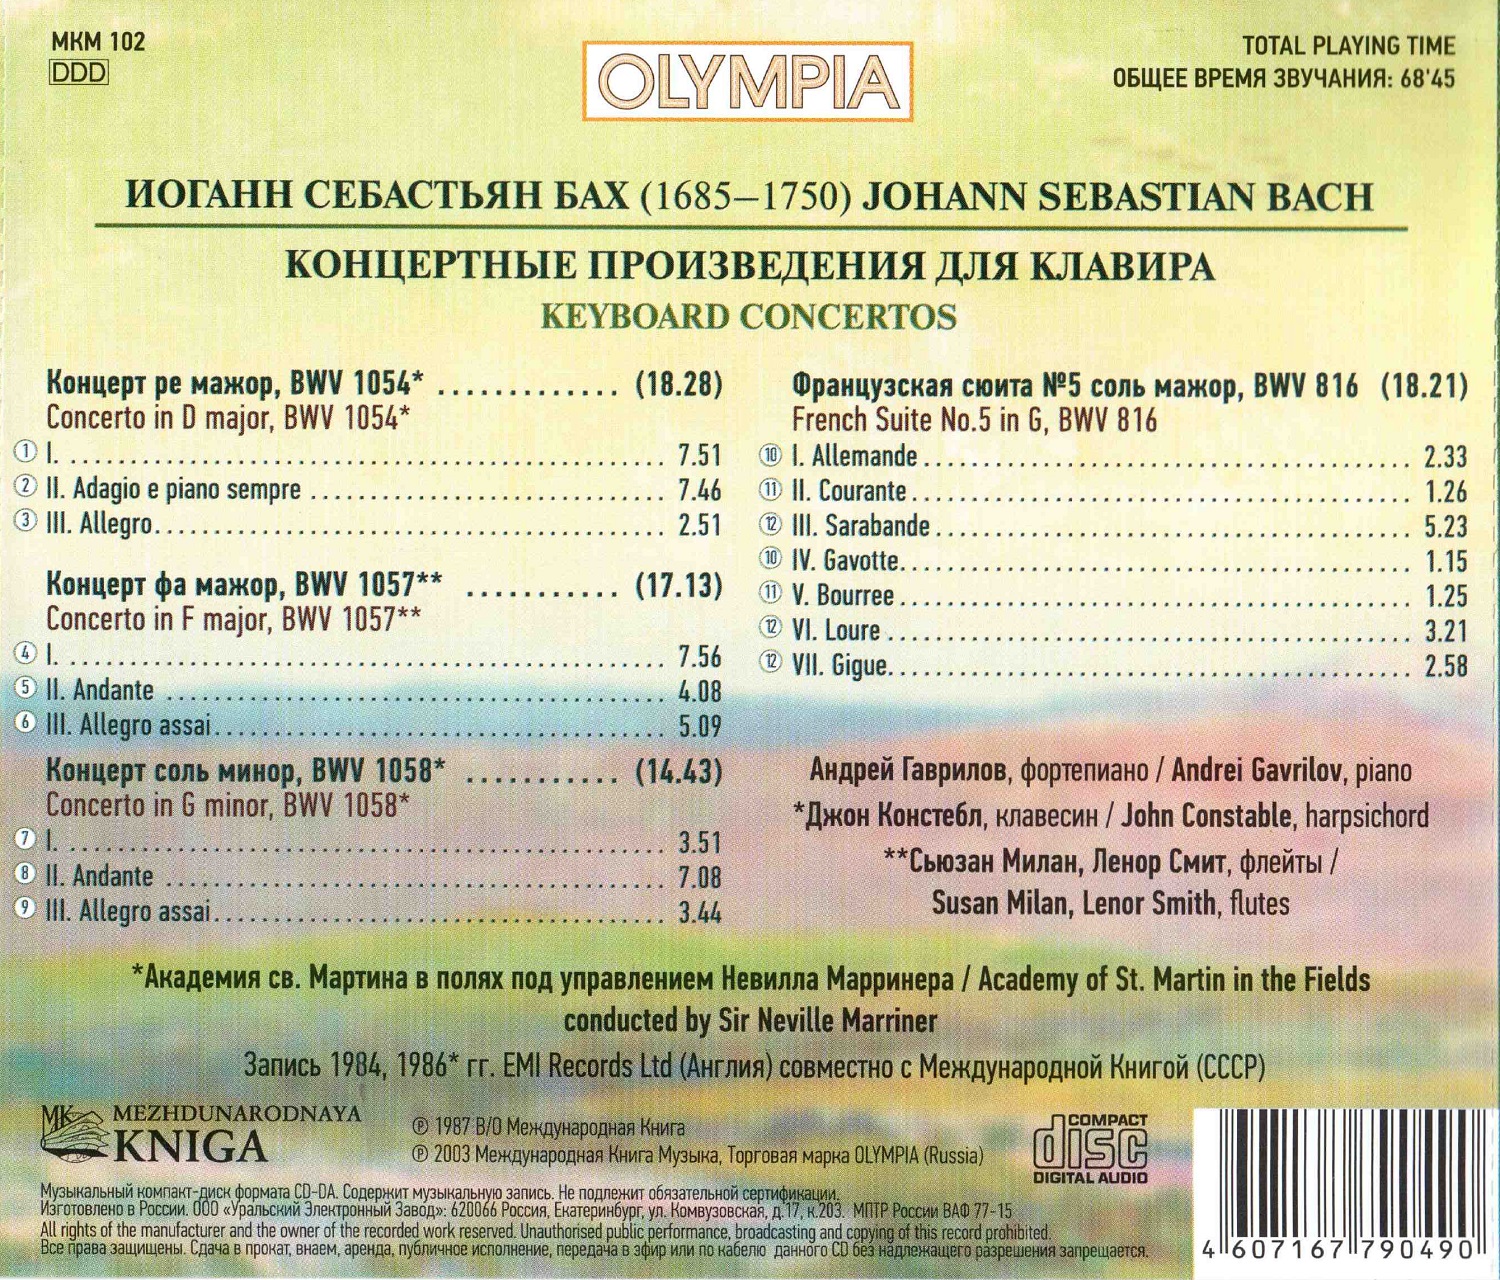 МКМ 102
DDD
OLYMPIA
TOTAL PLAYING TIME
ОБЩЕЕ ВРЕМЯ ЗВУЧАНИЯ: 68'45
ИОГАНН СЕБАСТЬЯН БАХ (1685–1750) JOHANN SEBASTIAN BACH
КОНЦЕРТНЫЕ ПРОИЗВЕДЕНИЯ ДЛЯ КЛАВИРА
KEYBOARD CONCERTOS
Концерт ре мажор, BWV 1054* ............. (18.28)
Concerto in D major, BWV 1054*
1 I. ........ 7.51
2 II. Adagio e piano sempre ........ 7.46
3 III. Allegro........ 2.51
Концерт фа мажор, BWV 1057** ........... (17.13)
Concerto in F major, BWV 1057**
4 I. ........ 7.56
5 II. Andante ........ 4.08
6 III. Allegro assai........ 5.09
Концерт соль минор, BWV 1058* ........... (14.43)
Concerto in G minor, BWV 1058*
7 I. ........ 3.51
8 II. Andante ........ 7.08
9 III. Allegro assai........ 3.44
Французская сюита №5 соль мажор, BWV 816 (18.21)
French Suite No.5 in G, BWV 816
10 I. Allemande ........ 2.33
11 II. Courante........ 1.26
12 III. Sarabande ........ 5.23
10 IV. Gavotte........ 1.15
11 V. Bourree ........ 1.25
12 VI. Loure ........ 3.21
12 VII. Gigue........ 2.58
Андрей Гаврилов, фортепиано / Andrei Gavrilov, piano
*Джон Констебл, клавесин / John Constable, harpsichord
**Сьюзан Милан, Ленор Смит, флейты /
Susan Milan, Lenor Smith, flutes
*Академия св. Мартина в полях под управлением Невилла Марринера / Academy of St. Martin in the Fields
conducted by Sir Neville Marriner
Запись 1984, 1986* гг. EMI Records Ltd (Англия) совместно с Международной Книгой (СССР)
MK MEZHDUNARODNAYA
KNIGA
℗ 1987 В/О Международная Книга
℗ 2003 Международная Книга Музыка, Торговая марка OLYMPIA (Russia)
COMPACT
disc
DIGITAL AUDIO
Музыкальный компакт-диск формата CD-DA. Содержит музыкальную запись. Не подлежит обязательной сертификации.
Изготовлено в России. ООО «Уральский Электронный Завод»: 620066 Россия, Екатеринбург, ул. Комвузовская, д.17, к.203. МПТР России ВАФ 77-15
All rights of the manufacturer and the owner of the recorded work reserved. Unauthorised public performance, broadcasting and copying of this record prohibited.
Все права защищены. Сдача в прокат, внаем, аренда, публичное исполнение, передача в эфир или по кабелю данного CD без надлежащего разрешения запрещается.
4 607167 790490